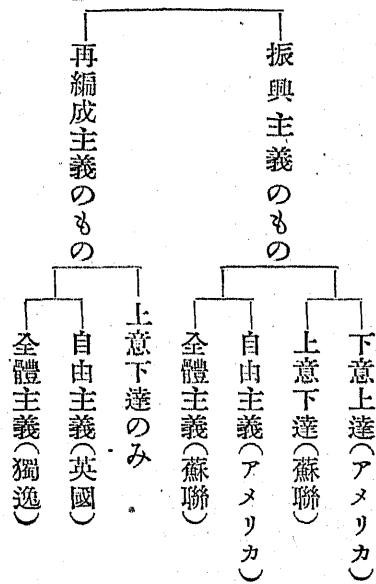 振興主義のもの
下意上達(アメリカ)
上意下達(蘇聯)
自由主義(アメリカ)
全體主義(蘇聯)
再編成主義のもの
上意下達のみ
自由主義(英國)
全體主義(獨逸)